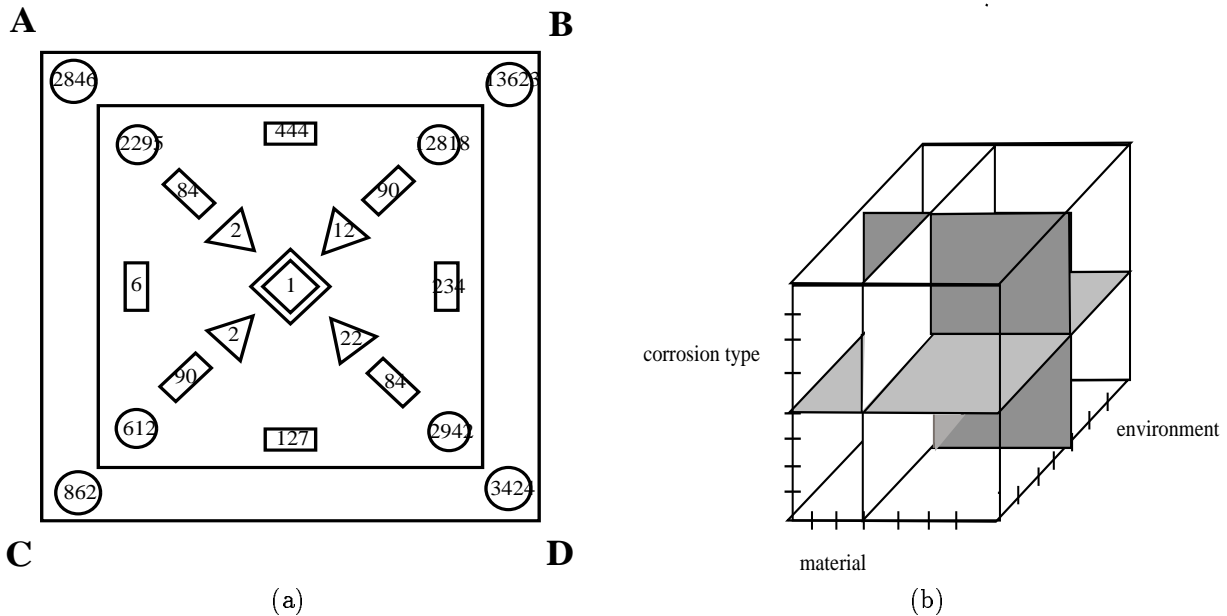 A B
2846 13623
444
2295 12818
84 90
2 12
6 1 234
2 22
90 84
612 127 2942
862 3424
C D
(a)
corrosion type
environment
material
(b)